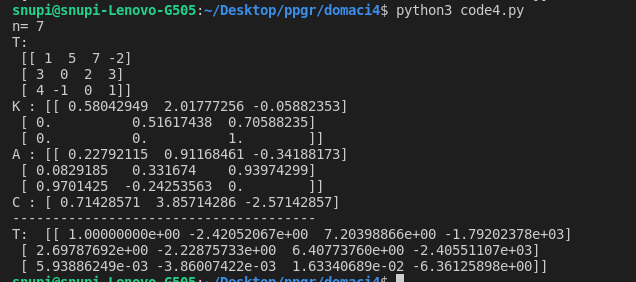 snupi@snupi-Lenovo-G505:~/Desktop/ppgr/domaci4$ python3 code4.py
n= 7
T:
 [[ 1  5  7 -2]
 [ 3  0  2  3]
 [ 4 -1  0  1]]
K : [[ 0.58042949  2.01777256 -0.05882353]
 [ 0.          0.51617438  0.70588235]
 [ 0.          0.          1.        ]]
A : [[ 0.22792115  0.91168461 -0.34188173]
 [ 0.0829185   0.331674    0.93974299]
 [ 0.9701425  -0.24253563  0.        ]]
C : [ 0.71428571  3.85714286 -2.57142857]
-------------------------------------
T:  [[ 1.00000000e+00 -2.42052067e+00  7.20398866e+00 -1.79202378e+03]
 [ 2.69787692e+00 -2.22875733e+00  6.40773760e+00 -2.40551107e+03]
 [ 5.93886249e-03 -3.86007422e-03  1.63340689e-02 -6.36125898e+00]]
snupi@snupi-Lenovo-G505:~/Desktop/ppgr/domaci4$